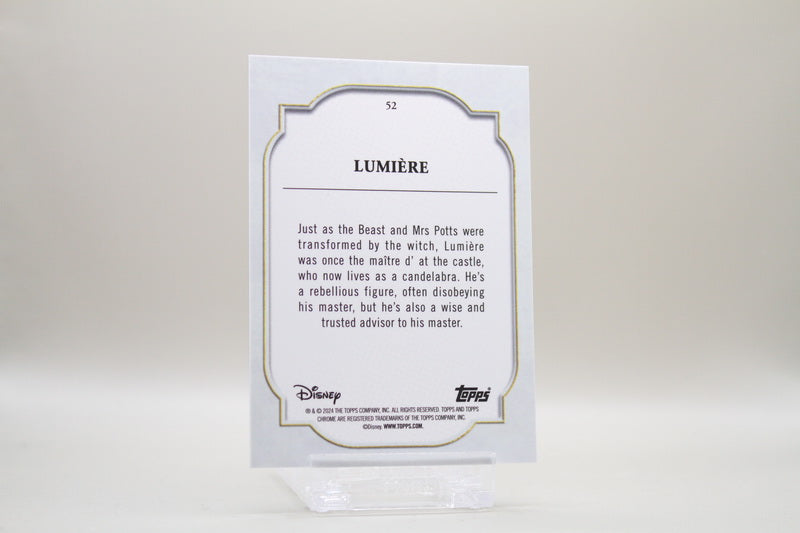 52
LUMIÈRE
Just as the Beast and Mrs Potts were
transformed by the witch, Lumière
was once the maître d' at the castle,
who now lives as a candelabra. He's
a rebellious figure, often disobeying
his master, but he's also a wise and
trusted advisor to his master.
Disney
topps®
® & © 2024 THE TOPPS COMPANY, INC. ALL RIGHTS RESERVED. TOPPS AND TOPPS
CHROME ARE REGISTERED TRADEMARKS OF THE TOPPS COMPANY, INC.
©Disney. WWW.TOPPS.COM.